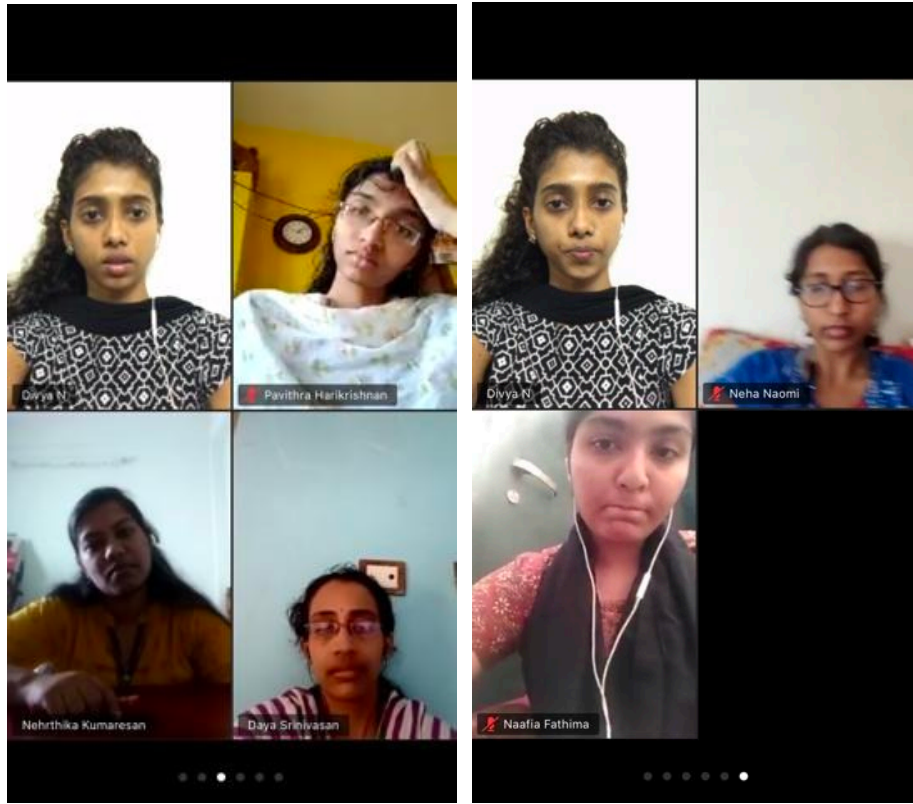 Divya N
Pavithra Harikrishnan
Nehrthika Kumaresan
Daya Srinivasan
Divya N
Neha Naomi
Naafia Fathima